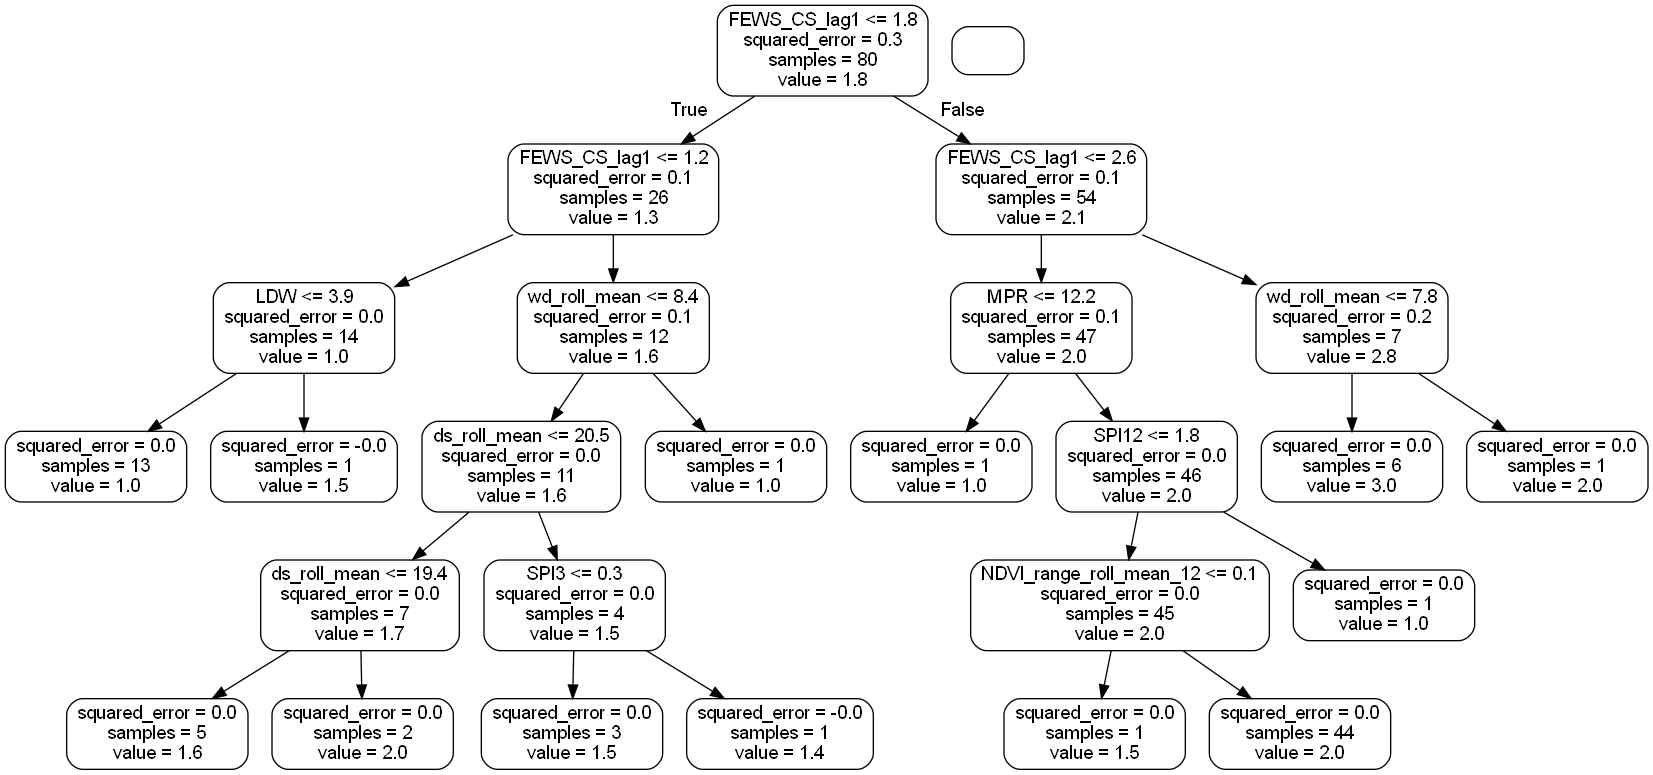 FEWS_CS_lag1 <= 1.8
squared_error = 0.3
samples = 80
value = 1.8
True
False
FEWS_CS_lag1 <= 1.2
squared_error = 0.1
samples = 26
value = 1.3
FEWS_CS_lag1 <= 2.6
squared_error = 0.1
samples = 54
value = 2.1
LDW <= 3.9
squared_error = 0.0
samples = 14
value = 1.0
wd_roll_mean <= 8.4
squared_error = 0.1
samples = 12
value = 1.6
MPR <= 12.2
squared_error = 0.1
samples = 47
value = 2.0
wd_roll_mean <= 7.8
squared_error = 0.2
samples = 7
value = 2.8
squared_error = 0.0
samples = 13
value = 1.0
squared_error = -0.0
samples = 1
value = 1.5
ds_roll_mean <= 20.5
squared_error = 0.0
samples = 11
value = 1.6
squared_error = 0.0
samples = 1
value = 1.0
squared_error = 0.0
samples = 1
value = 1.0
SPI12 <= 1.8
squared_error = 0.0
samples = 46
value = 2.0
squared_error = 0.0
samples = 6
value = 3.0
squared_error = 0.0
samples = 1
value = 2.0
ds_roll_mean <= 19.4
squared_error = 0.0
samples = 7
value = 1.7
SPI3 <= 0.3
squared_error = 0.0
samples = 4
value = 1.5
NDVI_range_roll_mean_12 <= 0.1
squared_error = 0.0
samples = 45
value = 2.0
squared_error = 0.0
samples = 1
value = 1.0
squared_error = 0.0
samples = 5
value = 1.6
squared_error = 0.0
samples = 2
value = 2.0
squared_error = 0.0
samples = 3
value = 1.5
squared_error = -0.0
samples = 1
value = 1.4
squared_error = 0.0
samples = 1
value = 1.5
squared_error = 0.0
samples = 44
value = 2.0